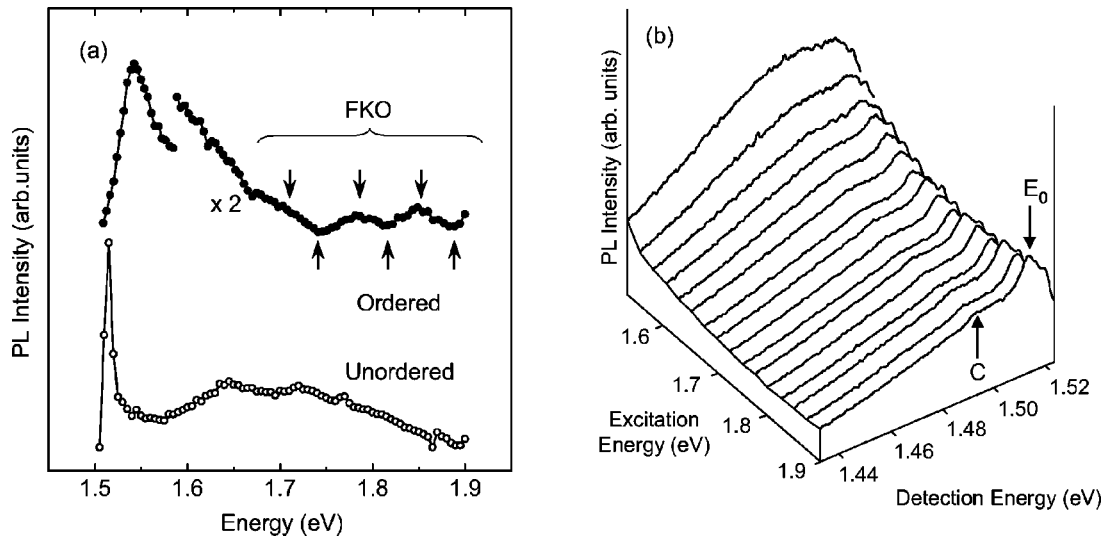 (a)
FKO
x 2
Ordered
Unordered
PL Intensity (arb.units)
1.5 1.6 1.7 1.8 1.9
Energy (eV)
(b)
PL Intensity (arb. units)
E0
C
1.6
1.7
1.8
1.9
Excitation
Energy (eV)
1.44
1.46
1.48
1.50
1.52
Detection Energy (eV)